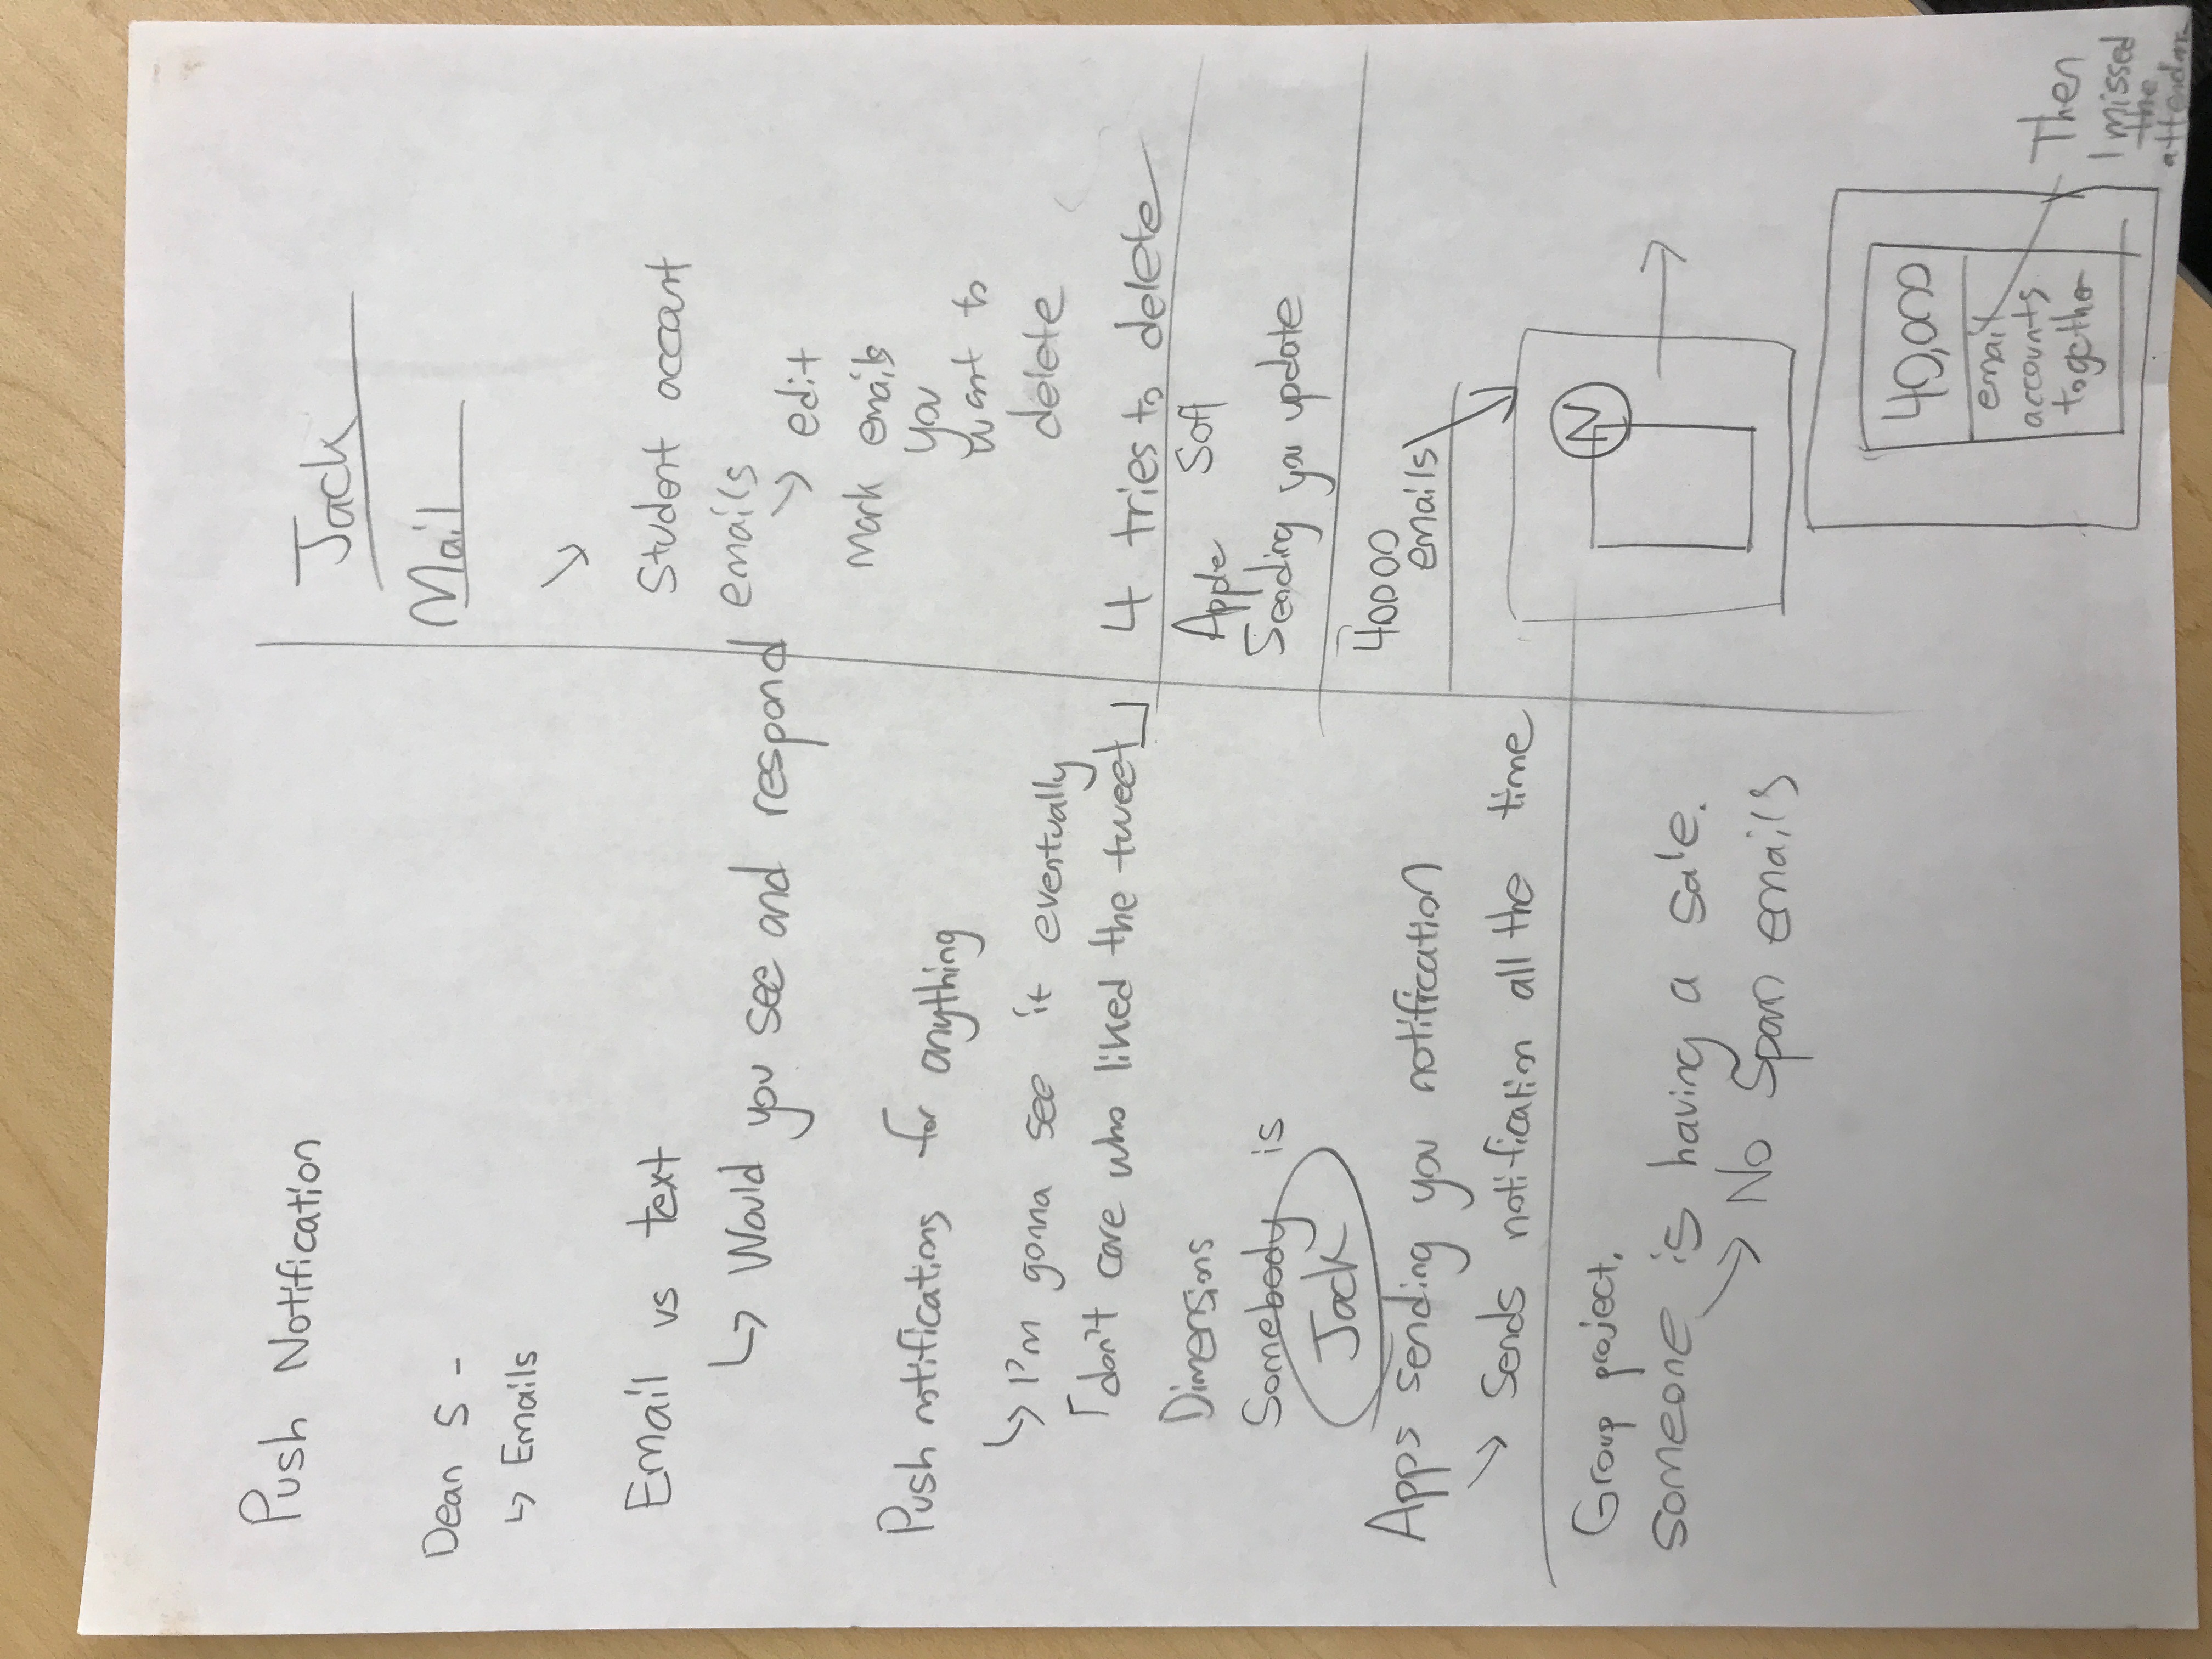 Push Notification
Dean S -
↳ Emails
Email vs text
↳ Would you see and respond
Push notifications for anything
↳ I'm gonna see it eventually
「don't care who liked the tweet」
Dimensions
Somebody is
Jack
Apps sending you notification
↘ Sends notification all the time
Group project.
someone is having a sale.
→ No Spam emails
Jack
Mail
↘
Student account
emails
↘ edit
Mark emails
you
want to
delete
4 tries to delete
Apple Soft
Sending you update
40000
emails
N
40,000
email
accounts
together
Then
I missed
the